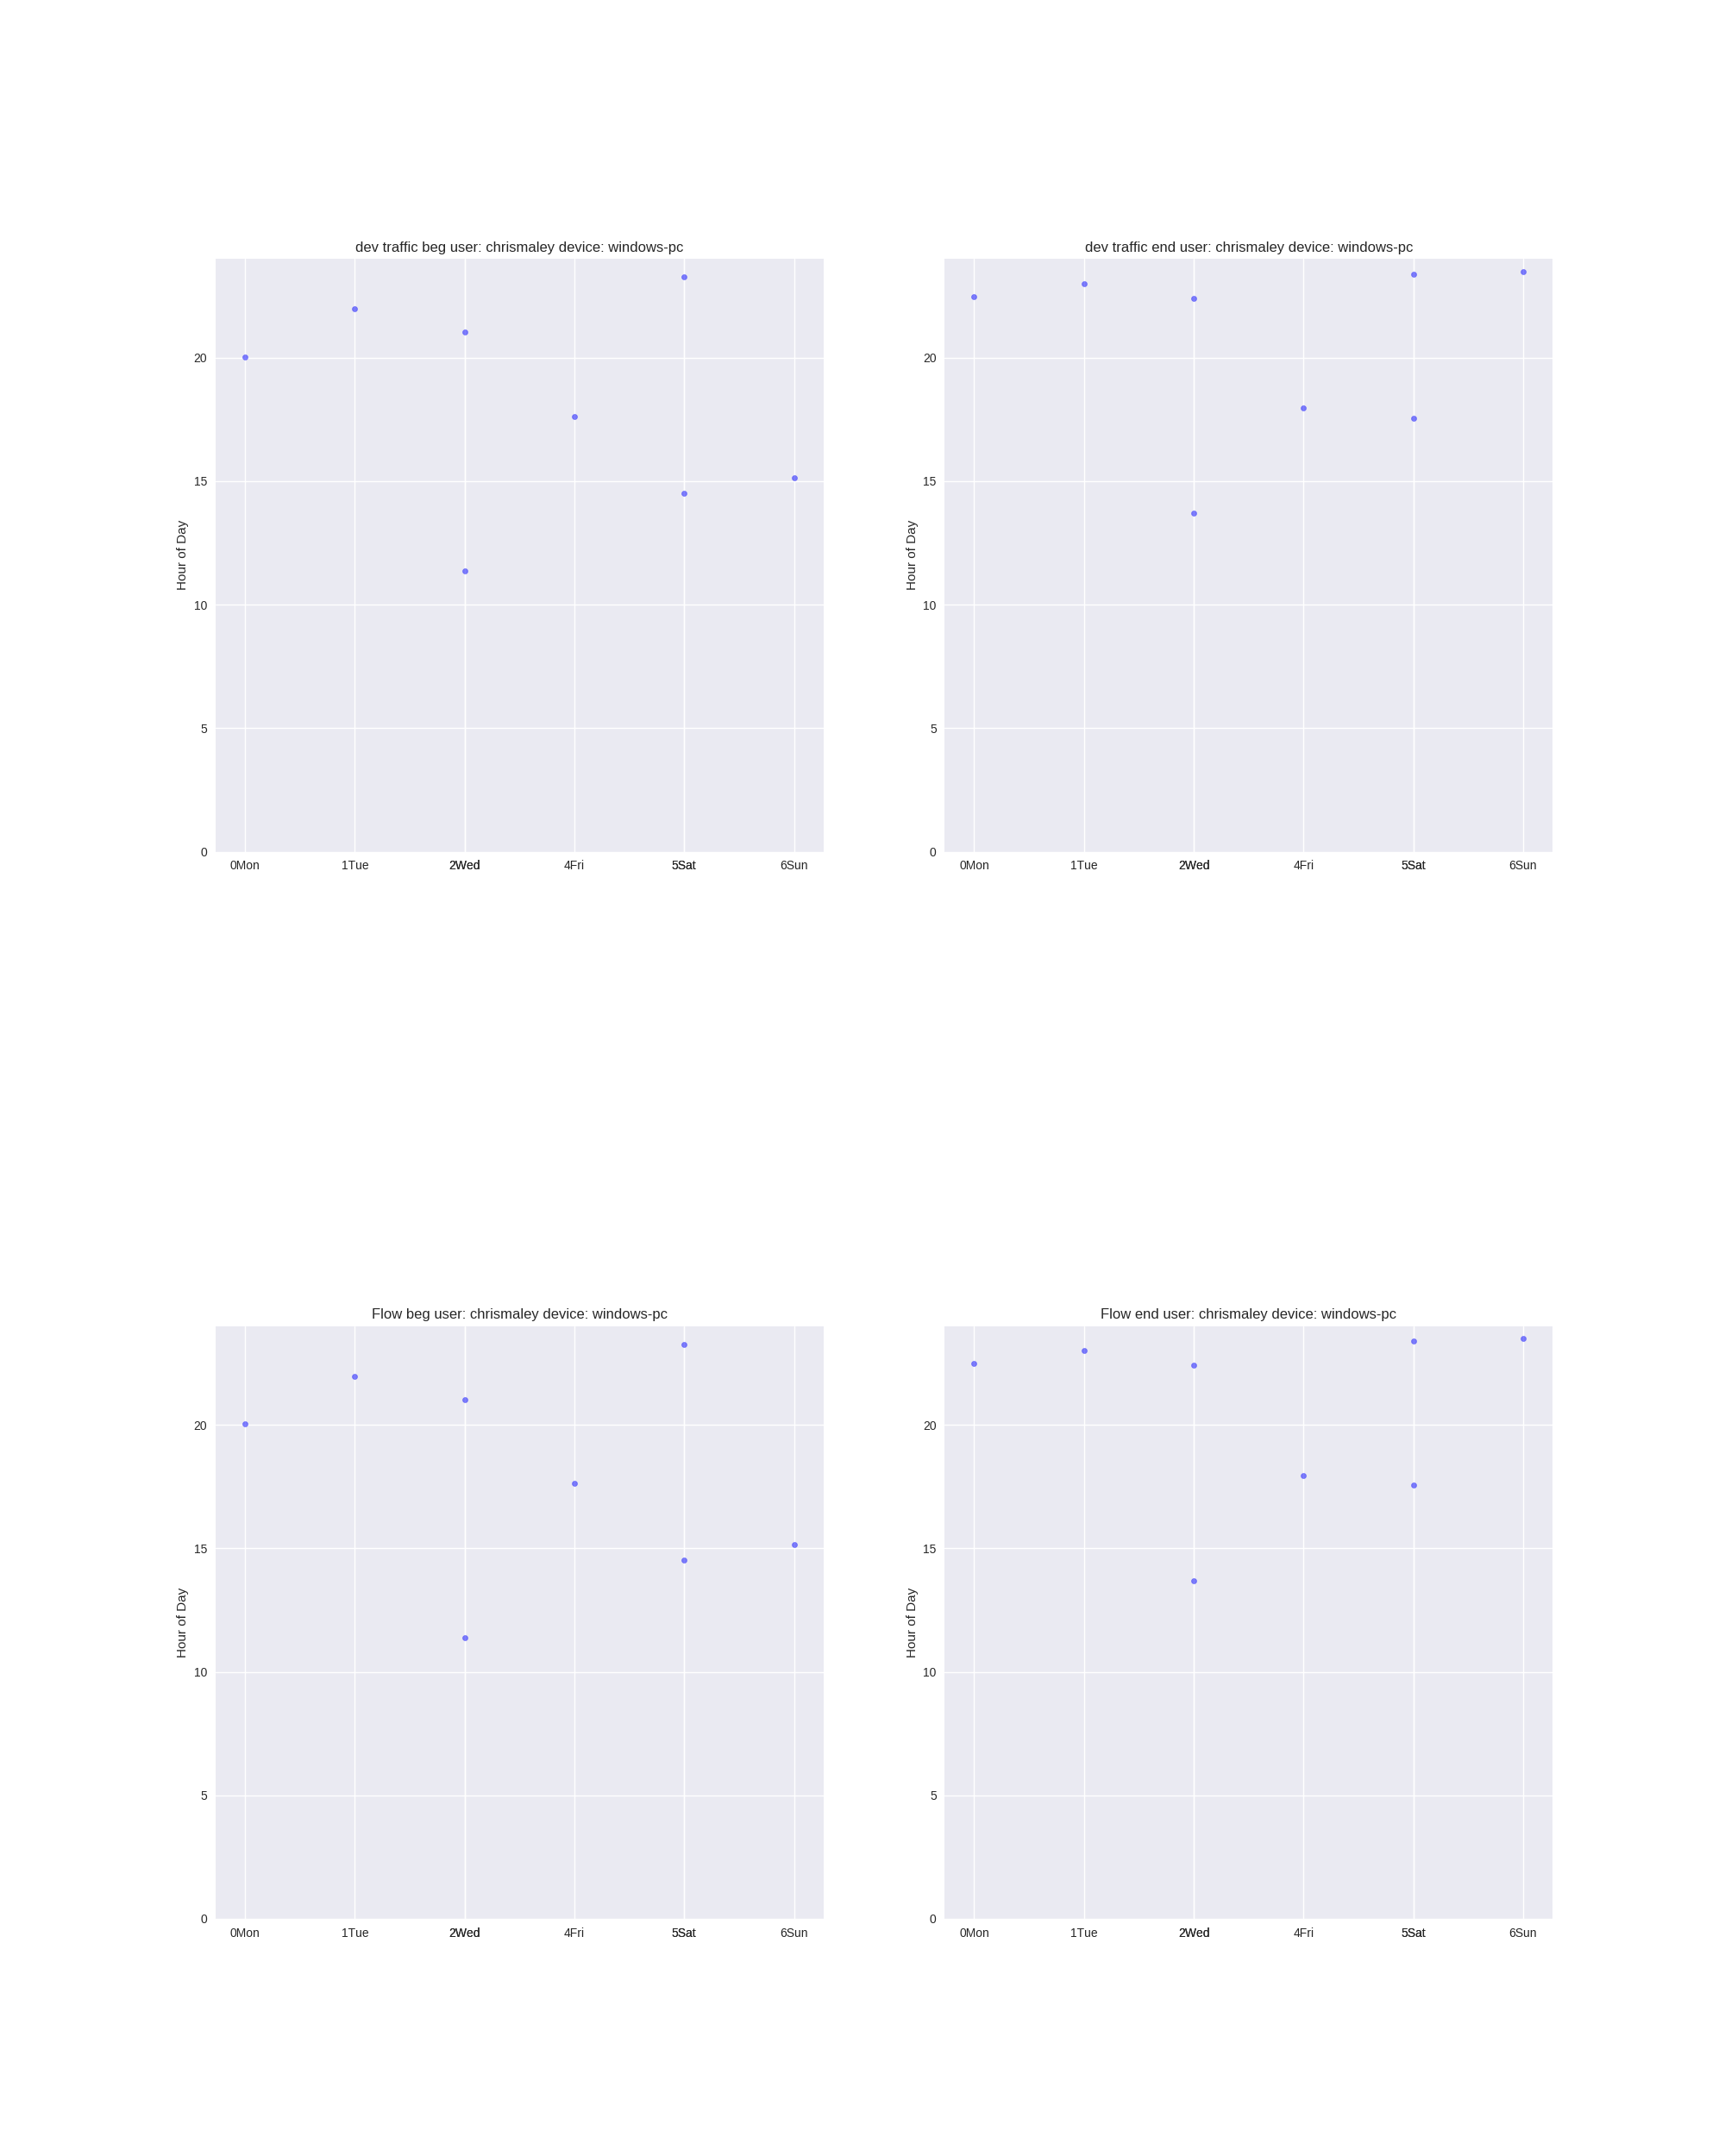 dev traffic beg user: chrismaley device: windows-pc
Hour of Day
20
15
10
5
0
0Mon 1Tue 2Wed 4Fri 5Sat 6Sun
dev traffic end user: chrismaley device: windows-pc
Hour of Day
20
15
10
5
0
0Mon 1Tue 2Wed 4Fri 5Sat 6Sun
Flow beg user: chrismaley device: windows-pc
Hour of Day
20
15
10
5
0
0Mon 1Tue 2Wed 4Fri 5Sat 6Sun
Flow end user: chrismaley device: windows-pc
Hour of Day
20
15
10
5
0
0Mon 1Tue 2Wed 4Fri 5Sat 6Sun